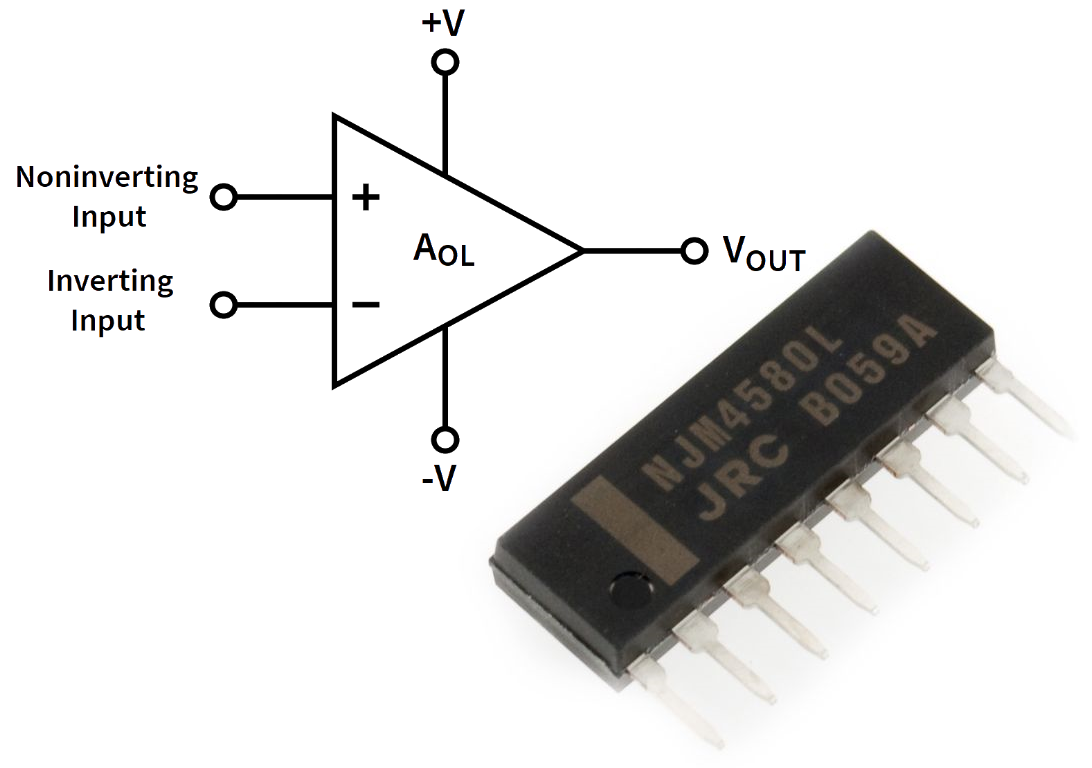 +V
Noninverting
Input
+
AOL
VOUT
Inverting
Input
−
-V
NJM4580L
JRC B059A